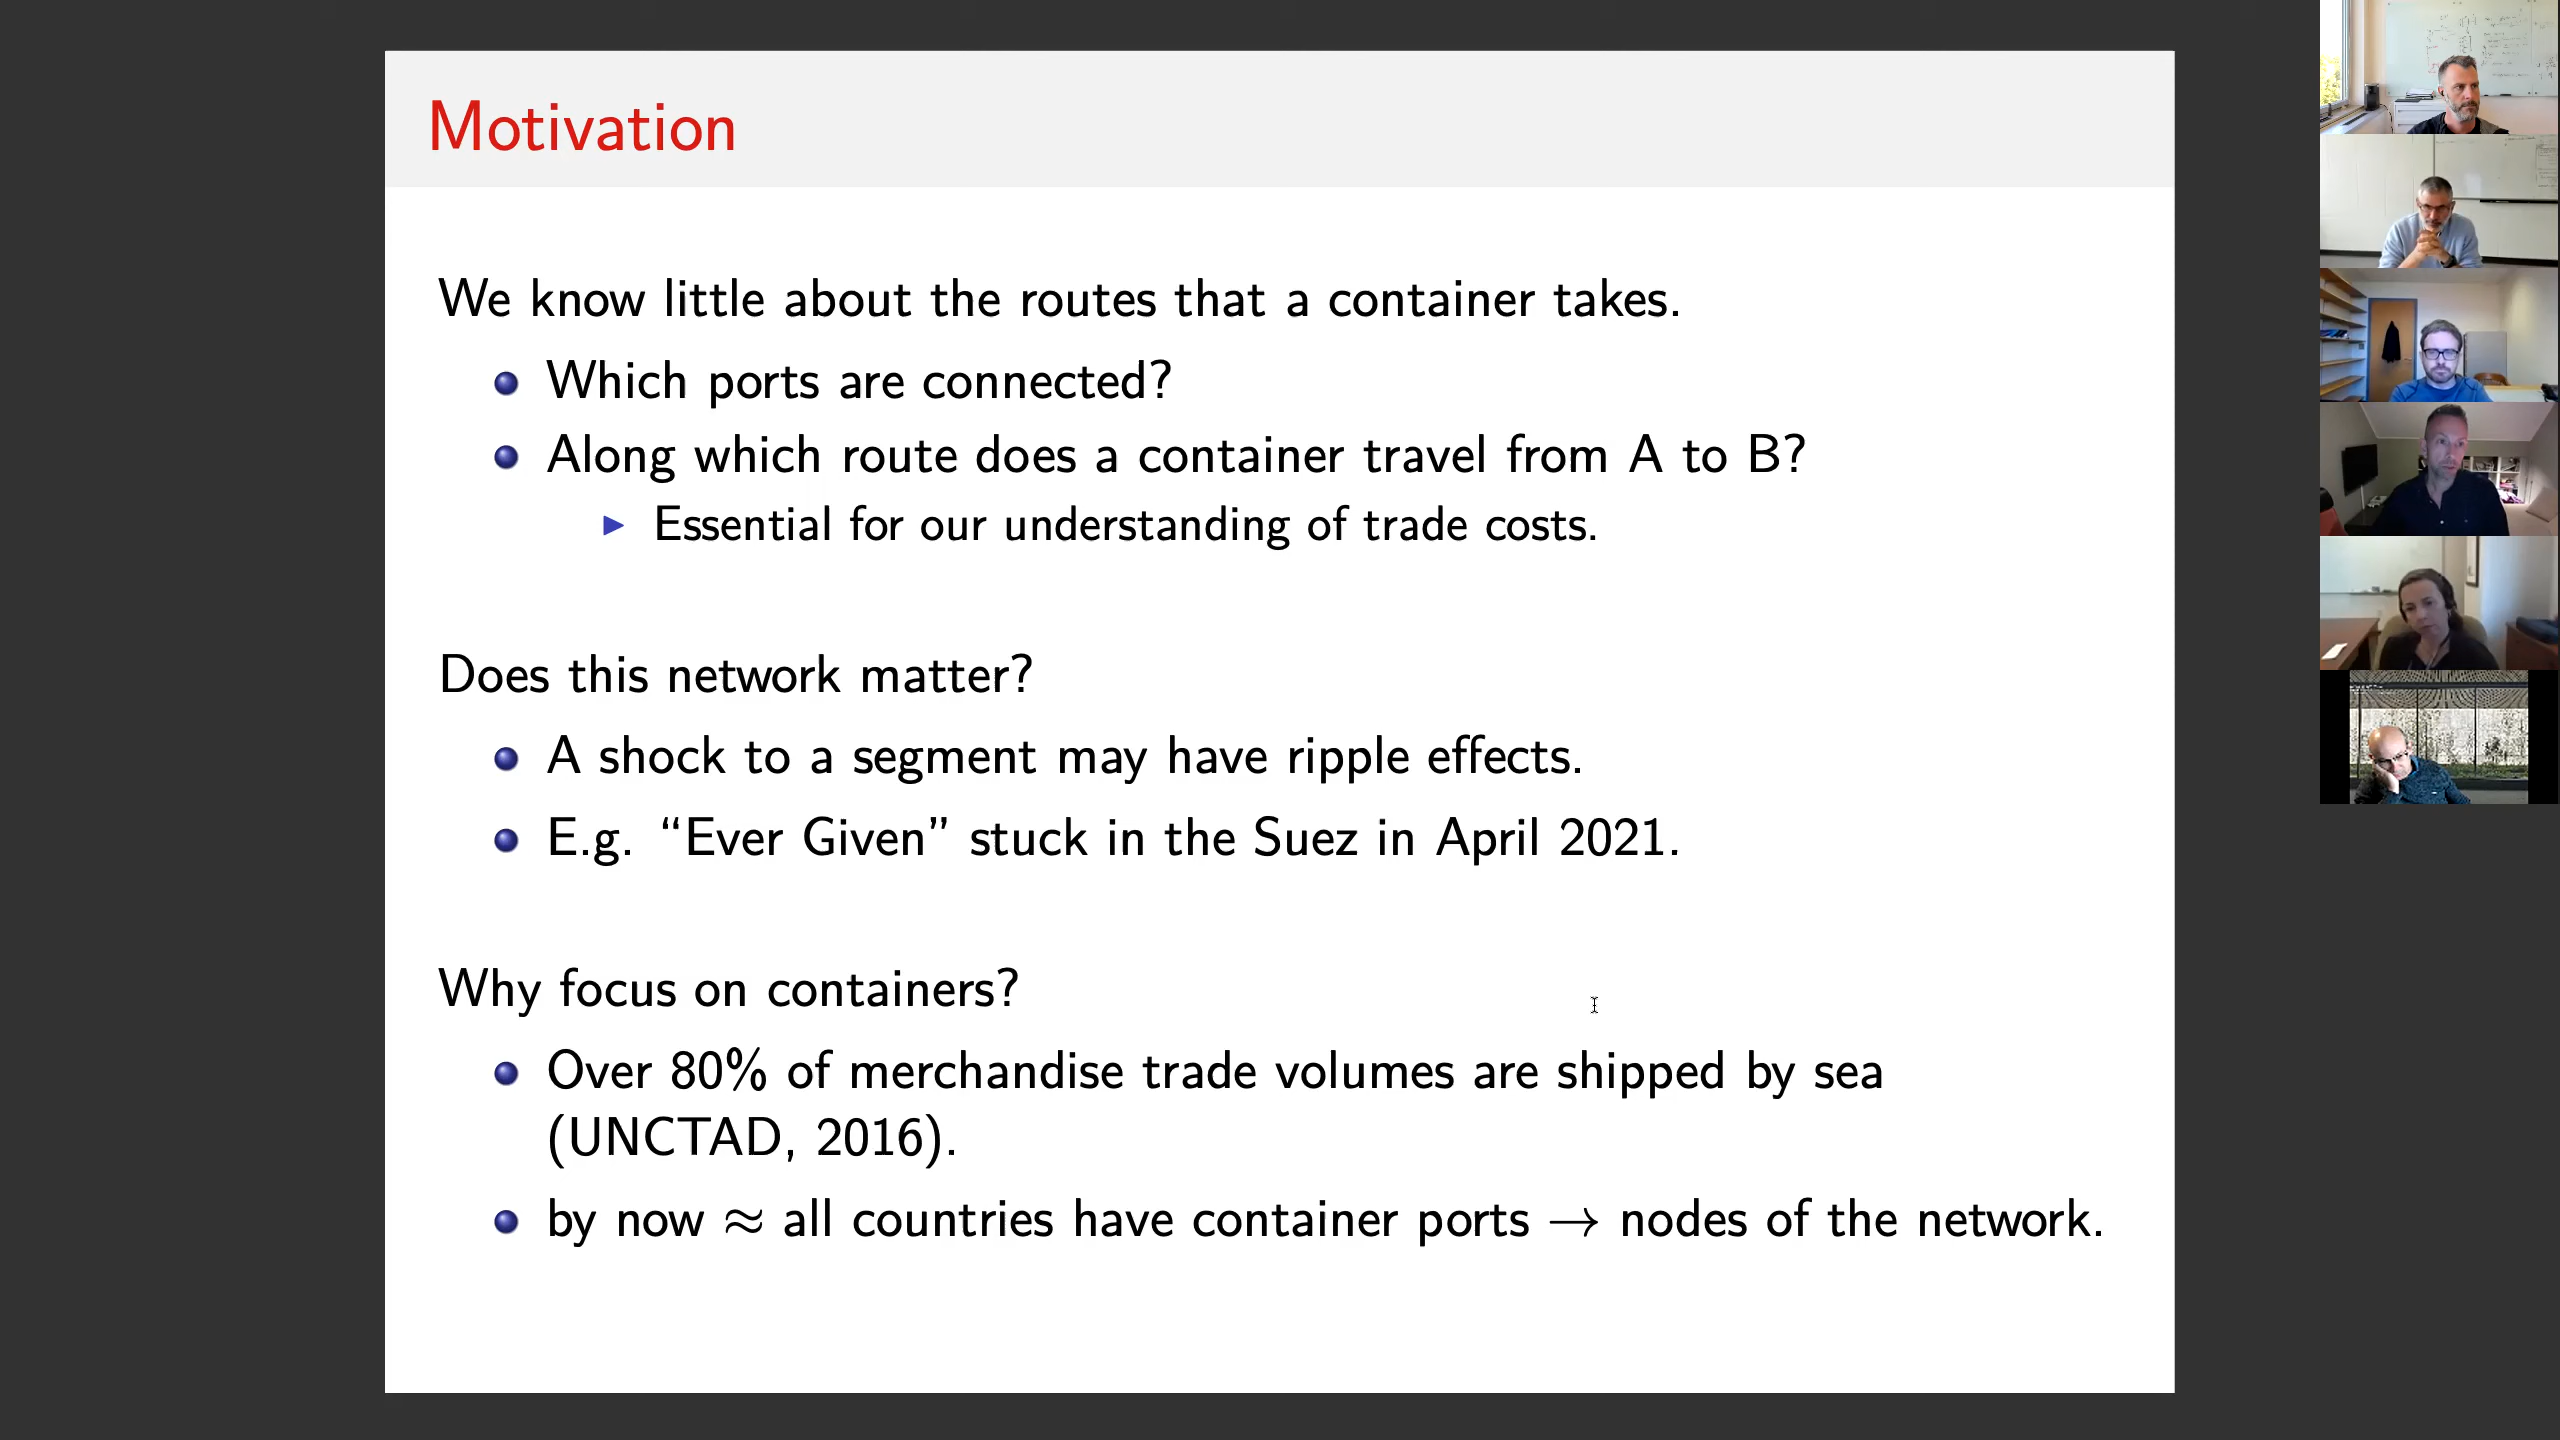 Motivation
We know little about the routes that a container takes.
Which ports are connected?
Along which route does a container travel from A to B?
Essential for our understanding of trade costs.
Does this network matter?
A shock to a segment may have ripple effects.
E.g. “Ever Given” stuck in the Suez in April 2021.
Why focus on containers?
Over 80% of merchandise trade volumes are shipped by sea
(UNCTAD, 2016).
by now ≈ all countries have container ports → nodes of the network.